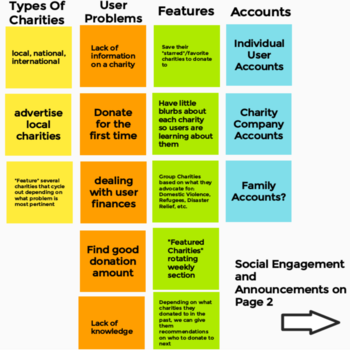 Types Of
Charities
User
Problems
Features
Accounts
local, national,
international
Lack of
information
on a charity
Save their
"starred"/favorite
charities to donate
to
Individual
User
Accounts
advertise
local
charities
Donate
for the
first time
Have little
blurbs about
each charity
so users are
learning about
them
Charity
Company
Accounts
"Feature" several
charities that cycle
out depending on
what problem is
most pertinent
dealing
with user
finances
Group Charities
based on what they
advocate for:
Domestic Violence,
Refugees, Disaster
Relief, etc.
Family
Accounts?
Find good
donation
amount
"Featured
Charities"
rotating
weekly
section
Social Engagement
and
Announcements on
Page 2
Lack of
knowledge
Depending on what
charities they
donated to in the
past, we can give
them
recommendations
on who to donate to
next